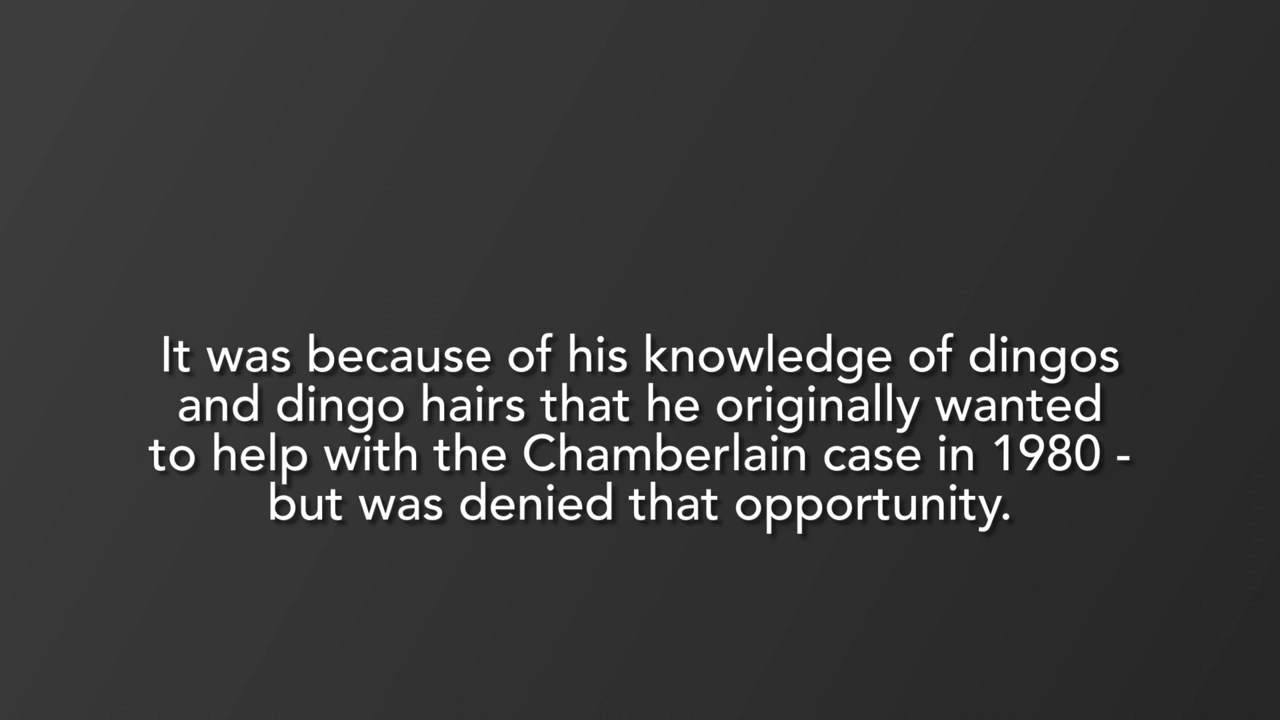 It was because of his knowledge of dingos
and dingo hairs that he originally wanted
to help with the Chamberlain case in 1980 -
but was denied that opportunity.